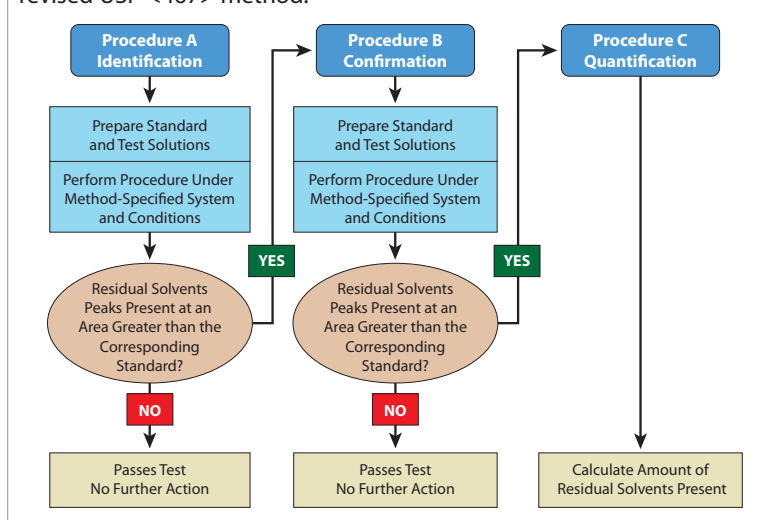 revised USP <467> method.
Procedure A
Identification
Prepare Standard
and Test Solutions
Perform Procedure Under
Method-Specified System
and Conditions
Residual Solvents
Peaks Present at an
Area Greater than the
Corresponding
Standard?
YES
NO
Passes Test
No Further Action
Procedure B
Confirmation
Prepare Standard
and Test Solutions
Perform Procedure Under
Method-Specified System
and Conditions
Residual Solvents
Peaks Present at an
Area Greater than the
Corresponding
Standard?
YES
NO
Passes Test
No Further Action
Procedure C
Quantification
Calculate Amount of
Residual Solvents Present